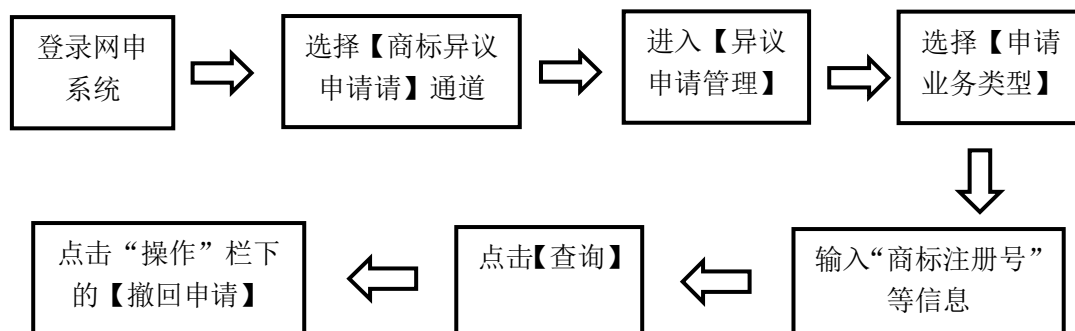 登录网申
系统
选择【商标异议
申请请】通道
进入【异议
申请管理】
选择【申请
业务类型】
输入“商标注册号”
等信息
点击【查询】
点击“操作”栏下
的【撤回申请】